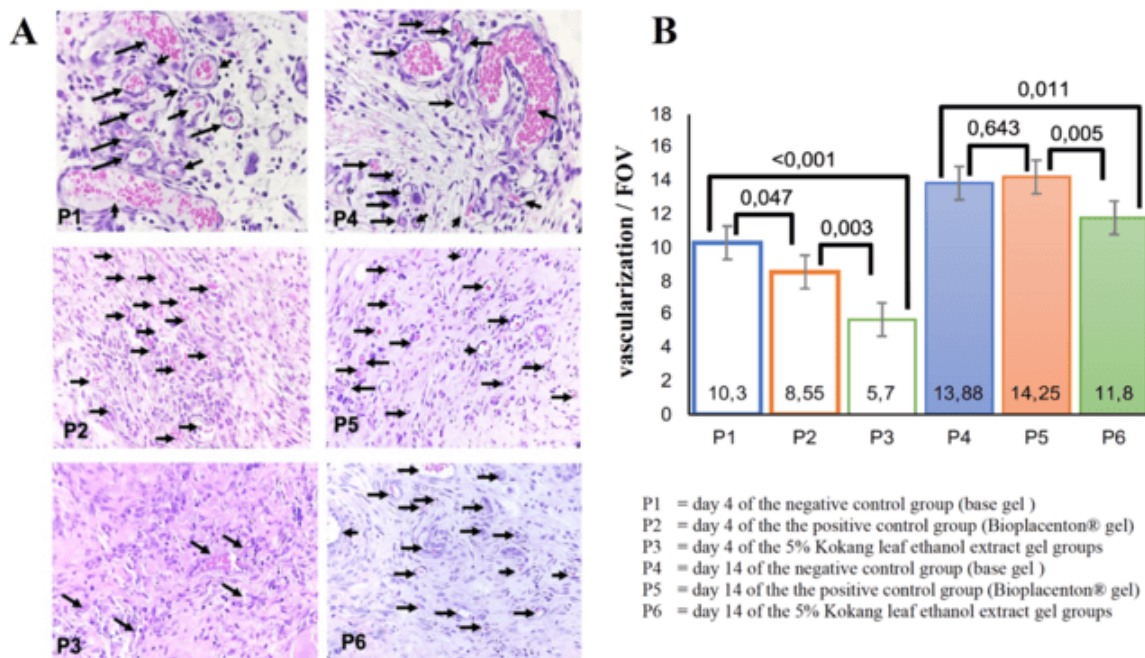 A
P1
P4
P2
P5
P3
P6
B
vascularization / FOV
18
16
14
12
10
8
6
4
2
0
<0,001
0,047
0,003
0,011
0,643
0,005
10,3
8,55
5,7
13,88
14,25
11,8
P1
P2
P3
P4
P5
P6
P1 = day 4 of the negative control group (base gel )
P2 = day 4 of the the positive control group (Bioplacenton® gel)
P3 = day 4 of the 5% Kokang leaf ethanol extract gel groups
P4 = day 14 of the negative control group (base gel )
P5 = day 14 of the the positive control group (Bioplacenton® gel)
P6 = day 14 of the 5% Kokang leaf ethanol extract gel groups